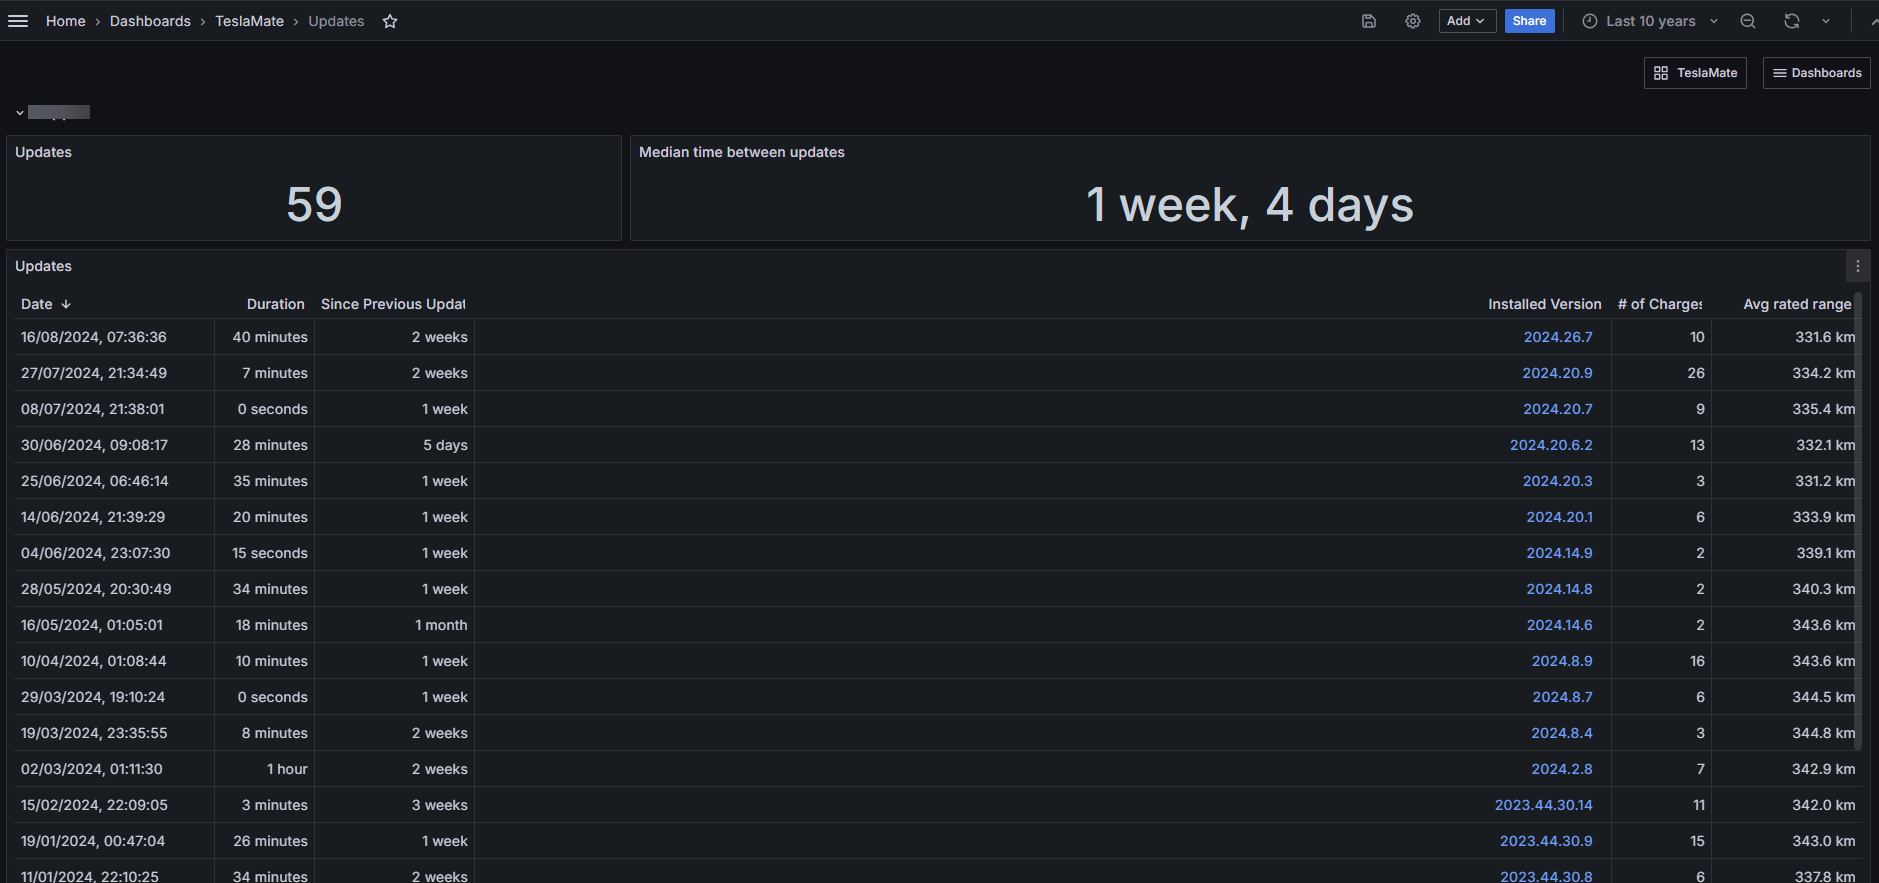 Home › Dashboards › TeslaMate › Updates
Add
Share
Last 10 years
TeslaMate
Dashboards
Updates
59
Median time between updates
1 week, 4 days
Updates
Date ↓ Duration Since Previous Updat Installed Version # of Charges Avg rated range
16/08/2024, 07:36:36 40 minutes 2 weeks 2024.26.7 10 331.6 km
27/07/2024, 21:34:49 7 minutes 2 weeks 2024.20.9 26 334.2 km
08/07/2024, 21:38:01 0 seconds 1 week 2024.20.7 9 335.4 km
30/06/2024, 09:08:17 28 minutes 5 days 2024.20.6.2 13 332.1 km
25/06/2024, 06:46:14 35 minutes 1 week 2024.20.3 3 331.2 km
14/06/2024, 21:39:29 20 minutes 1 week 2024.20.1 6 333.9 km
04/06/2024, 23:07:30 15 seconds 1 week 2024.14.9 2 339.1 km
28/05/2024, 20:30:49 34 minutes 1 week 2024.14.8 2 340.3 km
16/05/2024, 01:05:01 18 minutes 1 month 2024.14.6 2 343.6 km
10/04/2024, 01:08:44 10 minutes 1 week 2024.8.9 16 343.6 km
29/03/2024, 19:10:24 0 seconds 1 week 2024.8.7 6 344.5 km
19/03/2024, 23:35:55 8 minutes 2 weeks 2024.8.4 3 344.8 km
02/03/2024, 01:11:30 1 hour 2 weeks 2024.2.8 7 342.9 km
15/02/2024, 22:09:05 3 minutes 3 weeks 2023.44.30.14 11 342.0 km
19/01/2024, 00:47:04 26 minutes 1 week 2023.44.30.9 15 343.0 km
11/01/2024, 22:10:25 34 minutes 2 weeks 2023.44.30.8 6 337.8 km